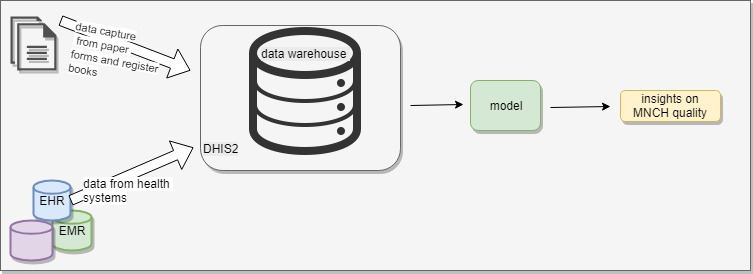 data capture
from paper
forms and register
books
data warehouse
DHIS2
model
insights on
MNCH quality
data from health
systems
EHR
EMR